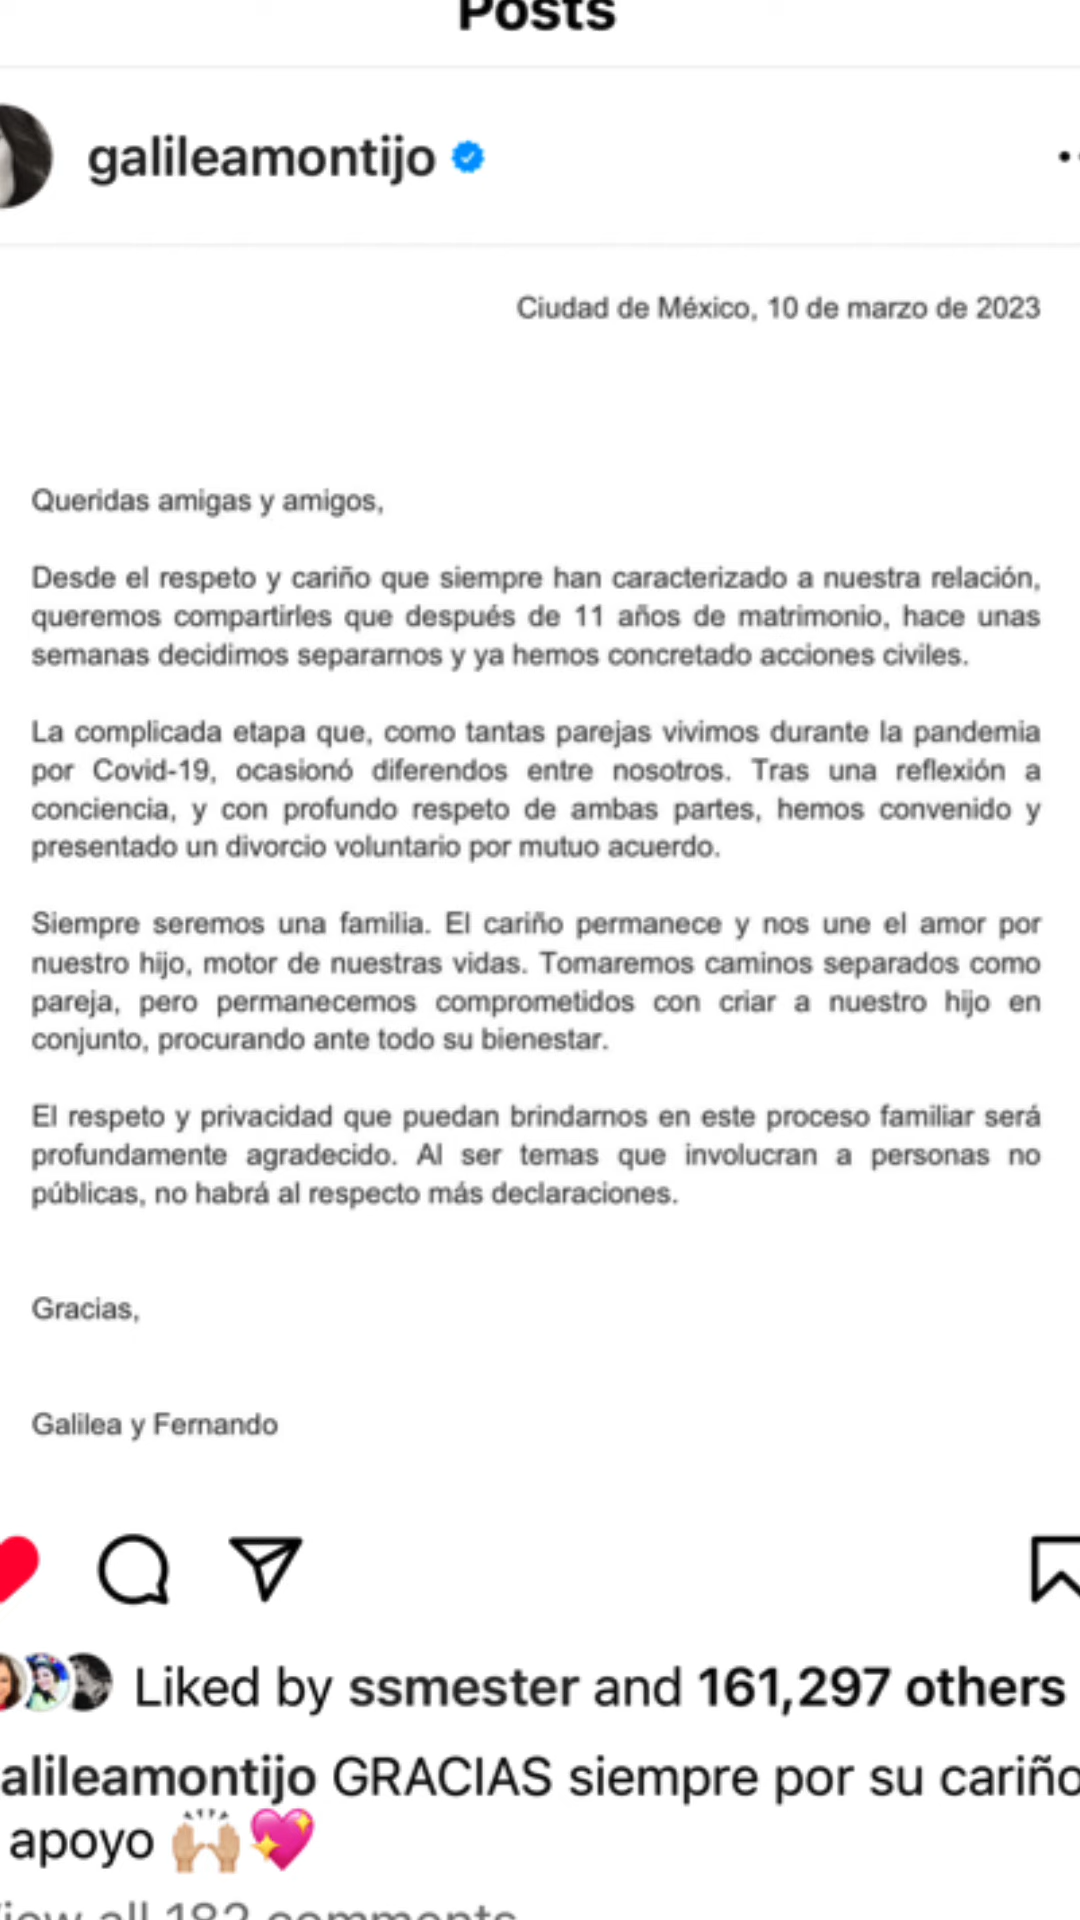 Posts
galileamontijo
Ciudad de México, 10 de marzo de 2023
Queridas amigas y amigos,
Desde el respeto y cariño que siempre han caracterizado a nuestra relación,
queremos compartirles que después de 11 años de matrimonio, hace unas
semanas decidimos separarnos y ya hemos concretado acciones civiles.
La complicada etapa que, como tantas parejas vivimos durante la pandemia
por Covid-19, ocasionó diferendos entre nosotros. Tras una reflexión a
conciencia, y con profundo respeto de ambas partes, hemos convenido y
presentado un divorcio voluntario por mutuo acuerdo.
Siempre seremos una familia. El cariño permanece y nos une el amor por
nuestro hijo, motor de nuestras vidas. Tomaremos caminos separados como
pareja, pero permanecemos comprometidos con criar a nuestro hijo en
conjunto, procurando ante todo su bienestar.
El respeto y privacidad que puedan brindarnos en este proceso familiar será
profundamente agradecido. Al ser temas que involucran a personas no
públicas, no habrá al respecto más declaraciones.
Gracias,
Galilea y Fernando
Liked by ssmester and 161,297 others
alileamontijo GRACIAS siempre por su cariño
apoyo 🙌🏼💖
View all 182 comments